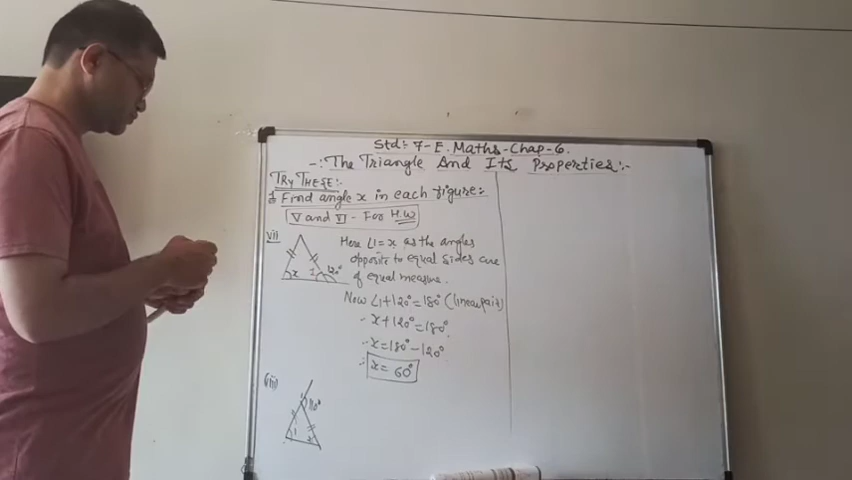 Std:- 7-E. Maths-Chap-6.
-:The Triangle And Its Properties:-
TRY THESE:-
1 Find angle x in each figure:-
V and VI - For H.W
vii
x 1 120°
Here ∠1=x as the angles
opposite to equal sides are
of equal measure.
Now ∠1+120°=180° (linear pair)
∴ x+120°=180°
∴ x=180°-120°
∴ x= 60°
viii
110°
1